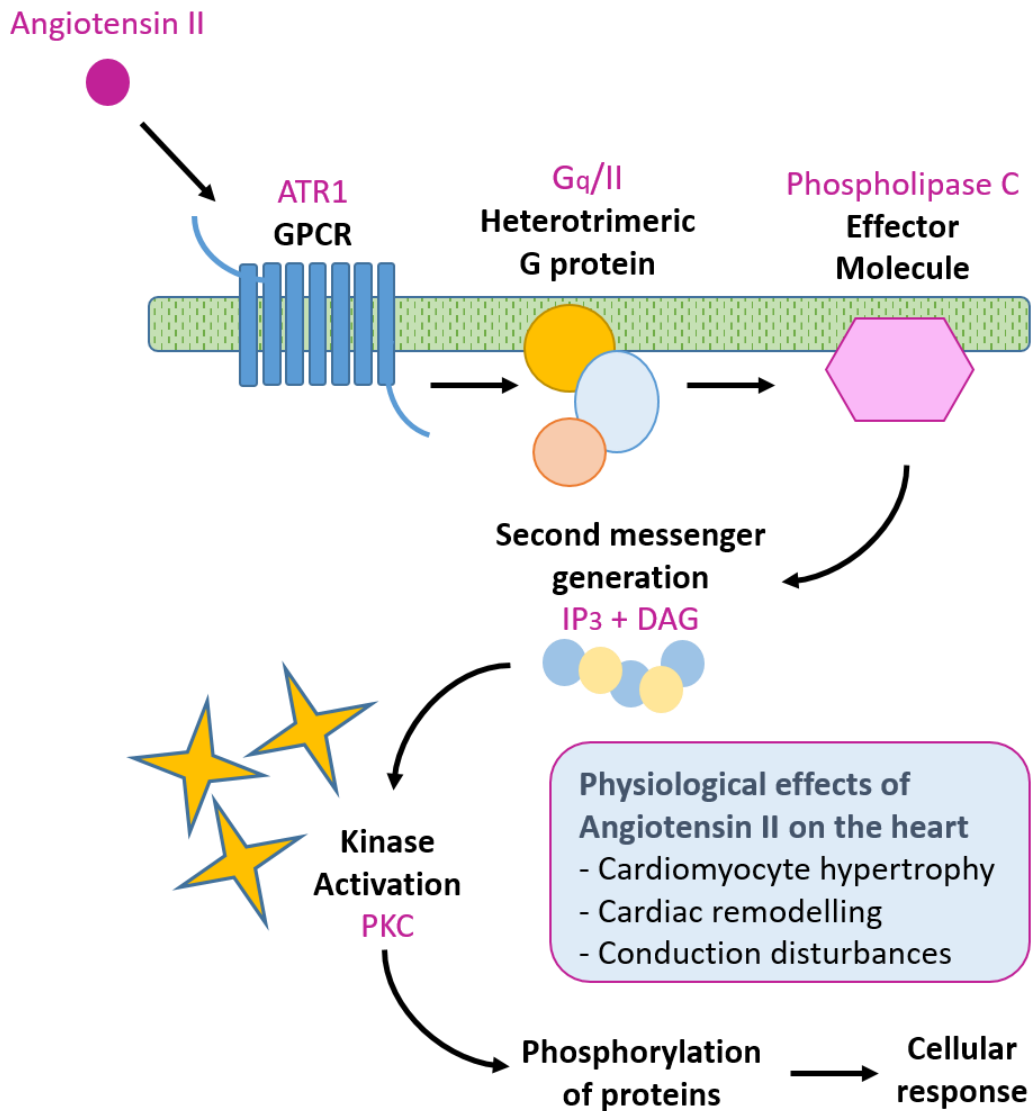 Angiotensin II
ATR1
GPCR
Gq/II
Heterotrimeric
G protein
Phospholipase C
Effector
Molecule
Second messenger
generation
IP3 + DAG
Kinase
Activation
PKC
Physiological effects of
Angiotensin II on the heart
- Cardiomyocyte hypertrophy
- Cardiac remodelling
- Conduction disturbances
Phosphorylation
of proteins
Cellular
response